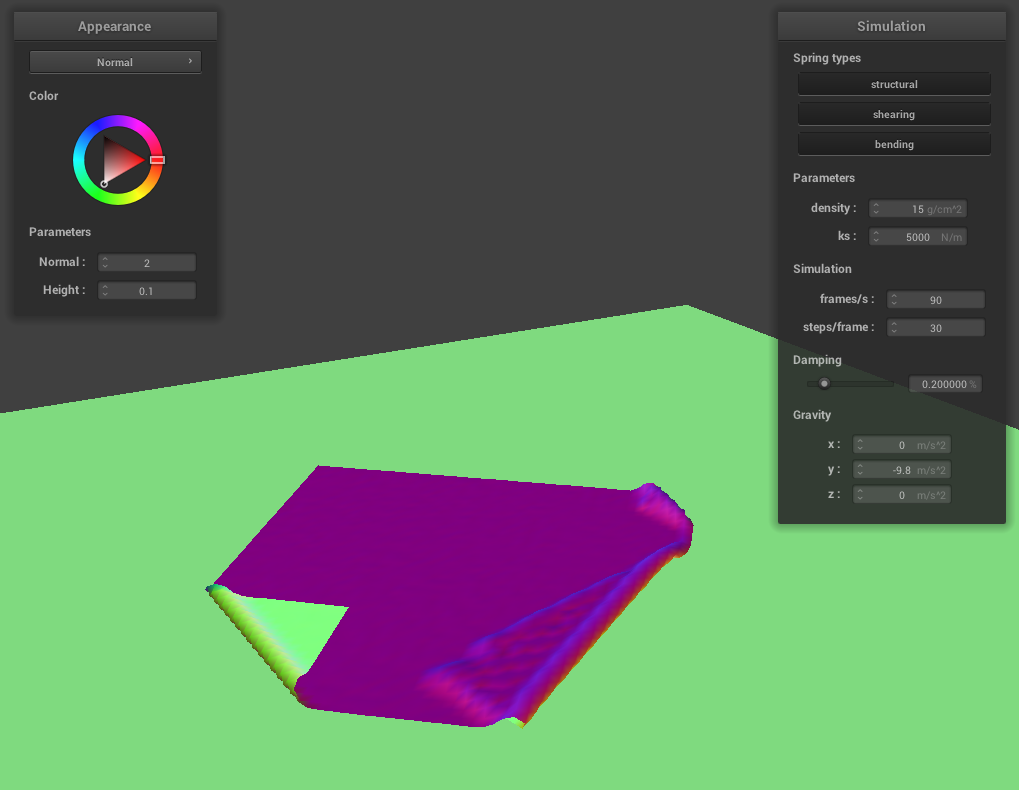 Appearance
Normal ›
Color
Parameters
Normal : 2
Height : 0.1
Simulation
Spring types
structural
shearing
bending
Parameters
density : 15 g/cm^2
ks : 5000 N/m
Simulation
frames/s : 90
steps/frame : 30
Damping
0.200000 %
Gravity
x : 0 m/s^2
y : -9.8 m/s^2
z : 0 m/s^2